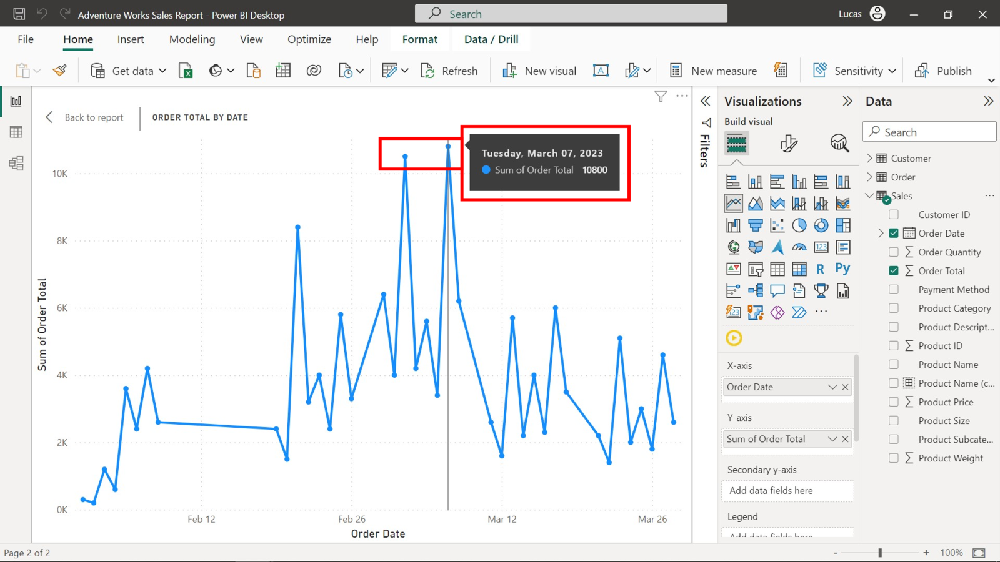 Adventure Works Sales Report - Power BI Desktop
Search
Lucas
File
Home
Insert
Modeling
View
Optimize
Help
Format
Data / Drill
Get data
Refresh
New visual
New measure
Sensitivity
Publish
Back to report
ORDER TOTAL BY DATE
Tuesday, March 07, 2023
Sum of Order Total 10800
10K
8K
6K
4K
2K
0K
Sum of Order Total
Feb 12
Feb 26
Mar 12
Mar 26
Order Date
Filters
Visualizations
Build visual
123
R
Py
123
X-axis
Order Date
Y-axis
Sum of Order Total
Secondary y-axis
Add data fields here
Legend
Add data fields here
Data
Search
Customer
Order
Sales
Customer ID
Order Date
Order Quantity
Order Total
Payment Method
Product Category
Product Descript...
Product ID
Product Name
Product Name (c...
Product Price
Product Size
Product Subcate...
Product Weight
Page 2 of 2
100%